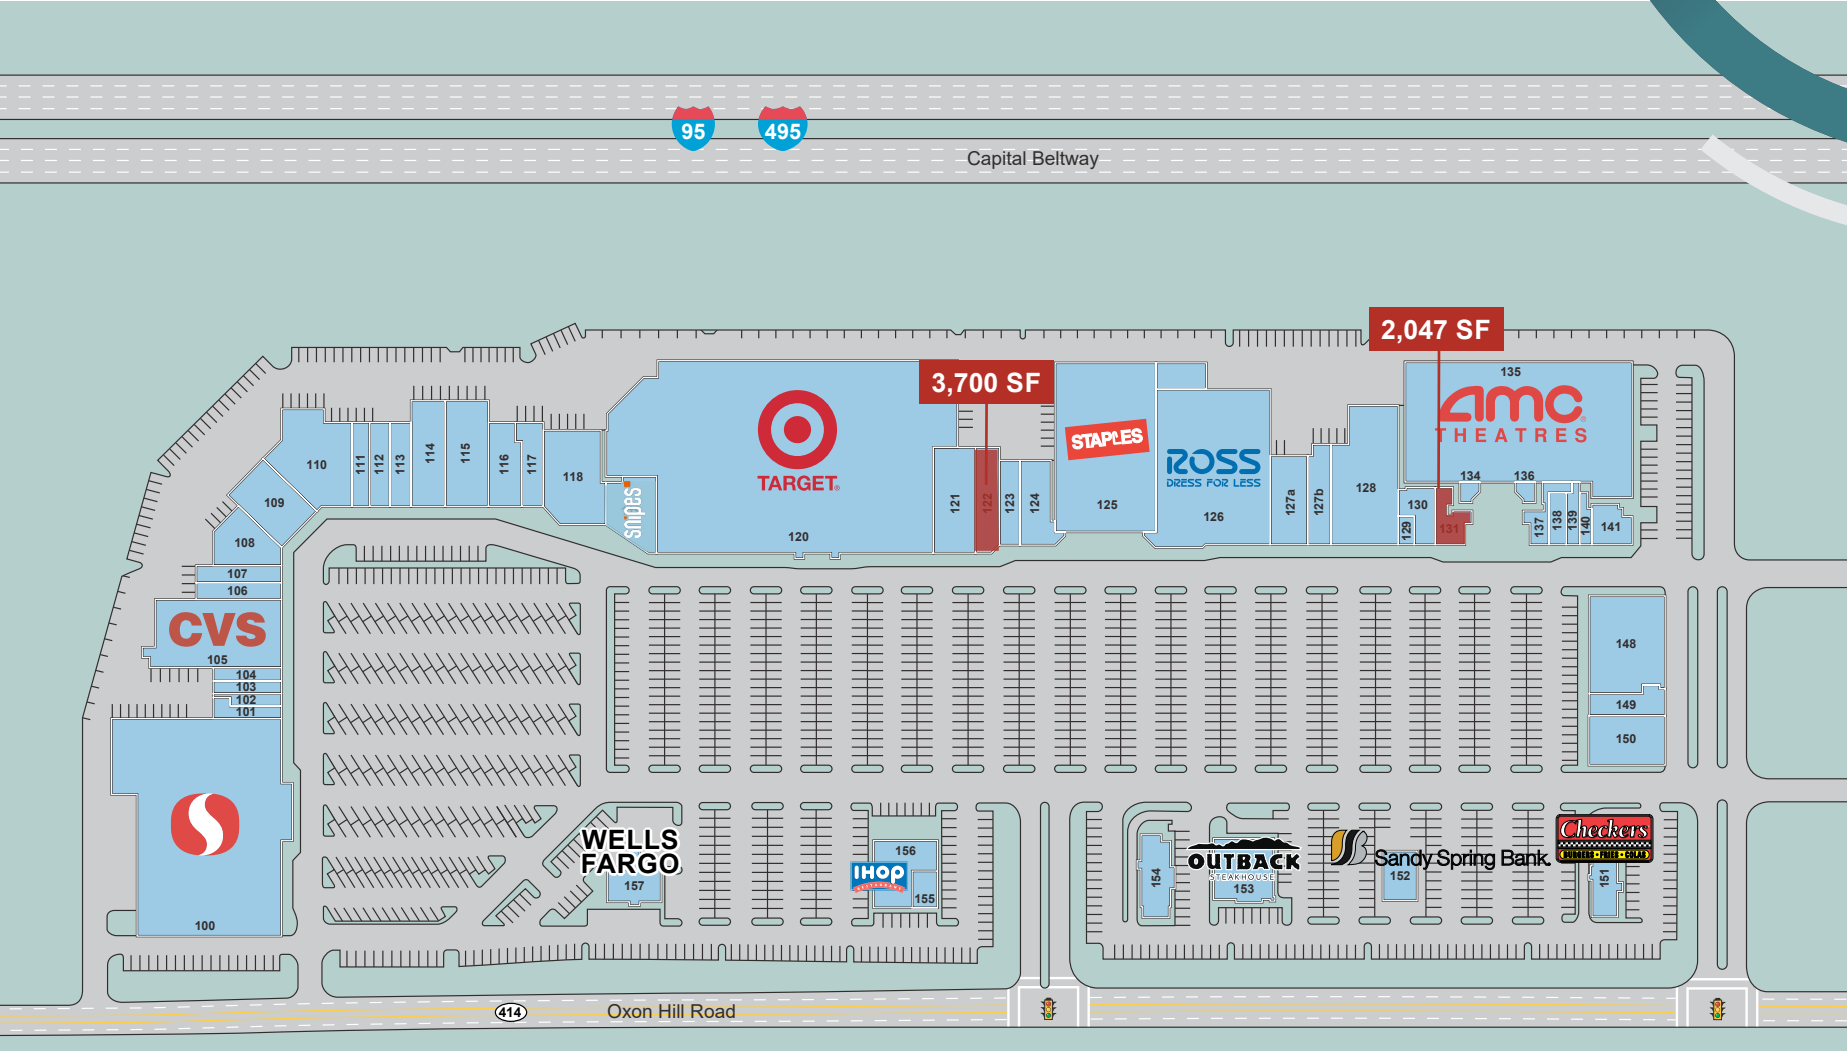 95
495
Capital Beltway
2,047 SF
3,700 SF
135
AMC
THEATRES
134
136
TARGET
120
snipes
STAPLES
125
ROSS
DRESS FOR LESS
126
127a
127b
128
129
130
131
137
138
139
140
141
121
122
123
124
118
117
116
115
114
113
112
111
110
109
108
107
106
CVS
105
104
103
102
101
100
148
149
150
WELLS
FARGO
157
IHOP
RESTAURANT
156
155
154
OUTBACK
STEAKHOUSE
153
Sandy Spring Bank.
152
Checkers
BURGERS • FRIES • COLAS
151
414
Oxon Hill Road